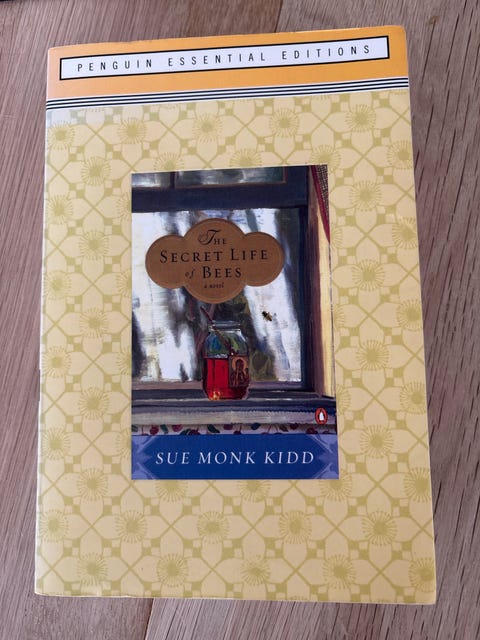 PENGUIN ESSENTIAL EDITIONS
THE
SECRET LIFE
of BEES
a novel
SUE MONK KIDD